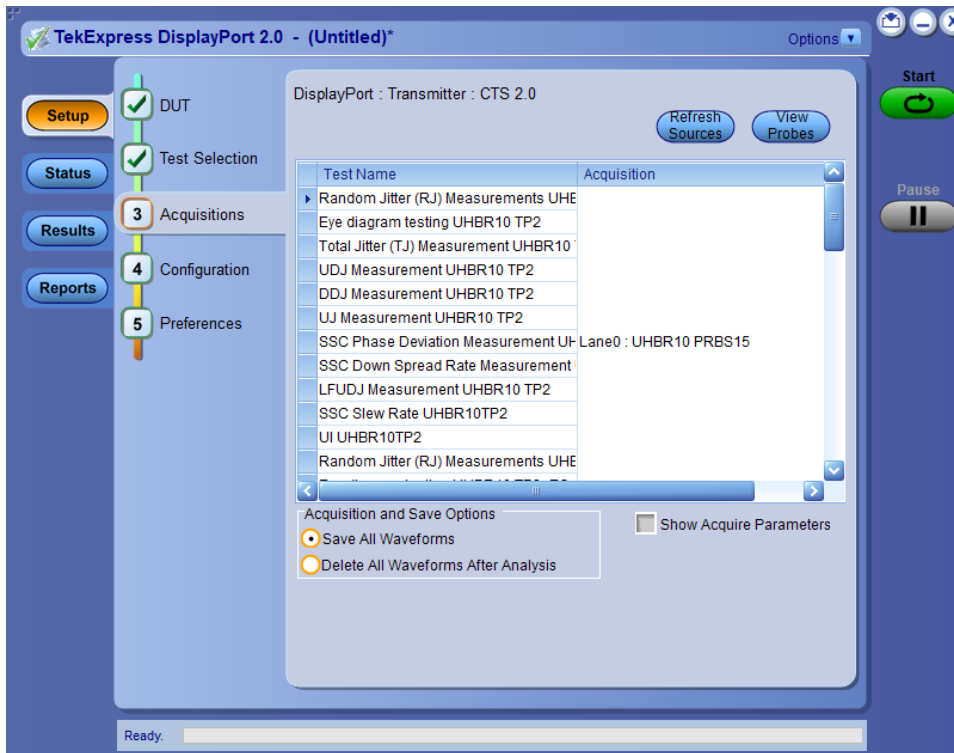 TekExpress DisplayPort 2.0 - (Untitled)*
Options
Start
Pause
Setup
Status
Results
Reports
DUT
Test Selection
3 Acquisitions
4 Configuration
5 Preferences
DisplayPort : Transmitter : CTS 2.0
Refresh Sources
View Probes
Test Name Acquisition
Random Jitter (RJ) Measurements UHE
Eye diagram testing UHBR10 TP2
Total Jitter (TJ) Measurement UHBR10
UDJ Measurement UHBR10 TP2
DDJ Measurement UHBR10 TP2
UJ Measurement UHBR10 TP2
SSC Phase Deviation Measurement UH Lane0 : UHBR10 PRBS15
SSC Down Spread Rate Measurement
LFUDJ Measurement UHBR10 TP2
SSC Slew Rate UHBR10TP2
UI UHBR10TP2
Random Jitter (RJ) Measurements UHE
Acquisition and Save Options
Save All Waveforms
Delete All Waveforms After Analysis
Show Acquire Parameters
Ready.